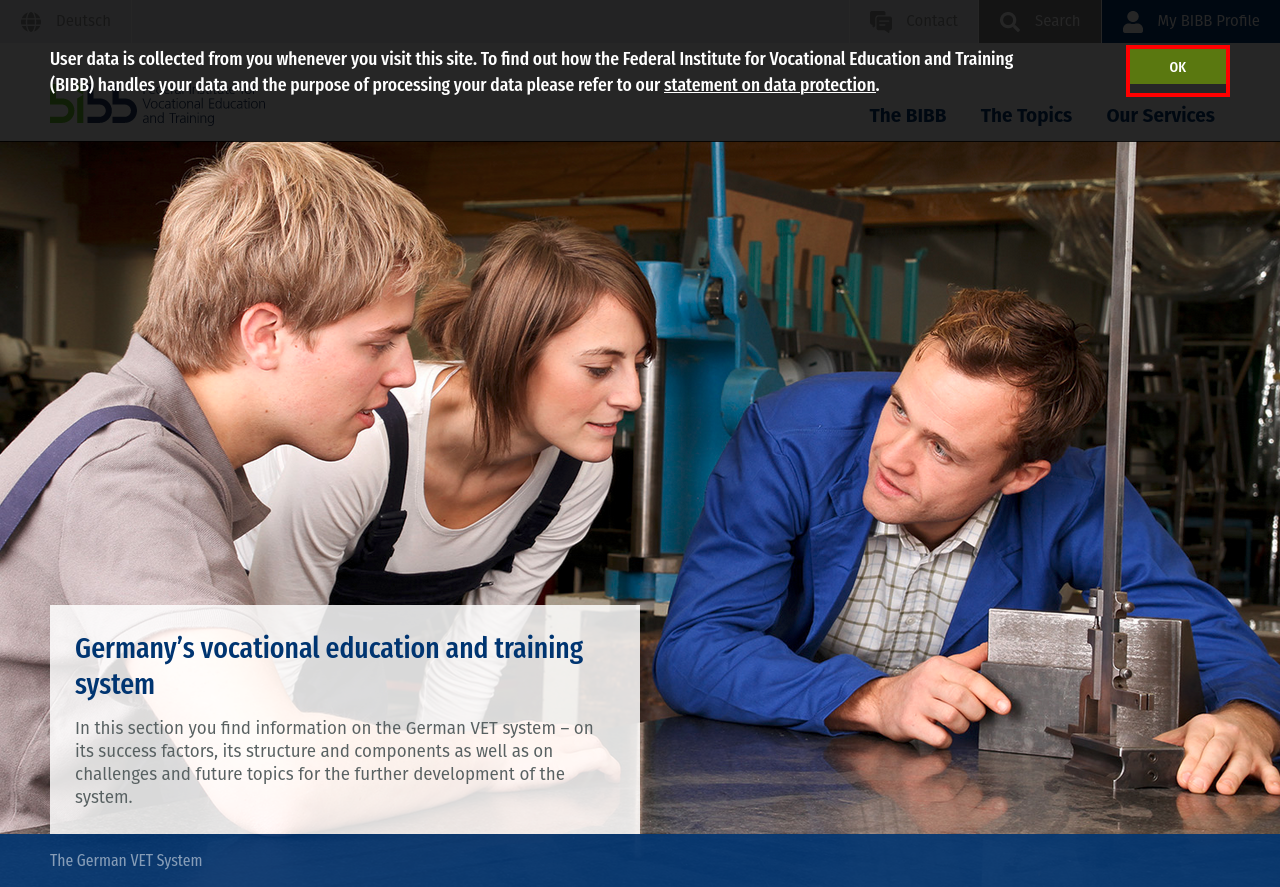 Deutsch
Contact
Search
My BIBB Profile
User data is collected from you whenever you visit this site. To find out how the Federal Institute for Vocational Education and Training
(BIBB) handles your data and the purpose of processing your data please refer to our statement on data protection.
OK
bibb
Vocational Education
and Training
The BIBB
The Topics
Our Services
Germany’s vocational education and training
system
In this section you find information on the German VET system – on
its success factors, its structure and components as well as on
challenges and future topics for the further development of the
system.
The German VET System